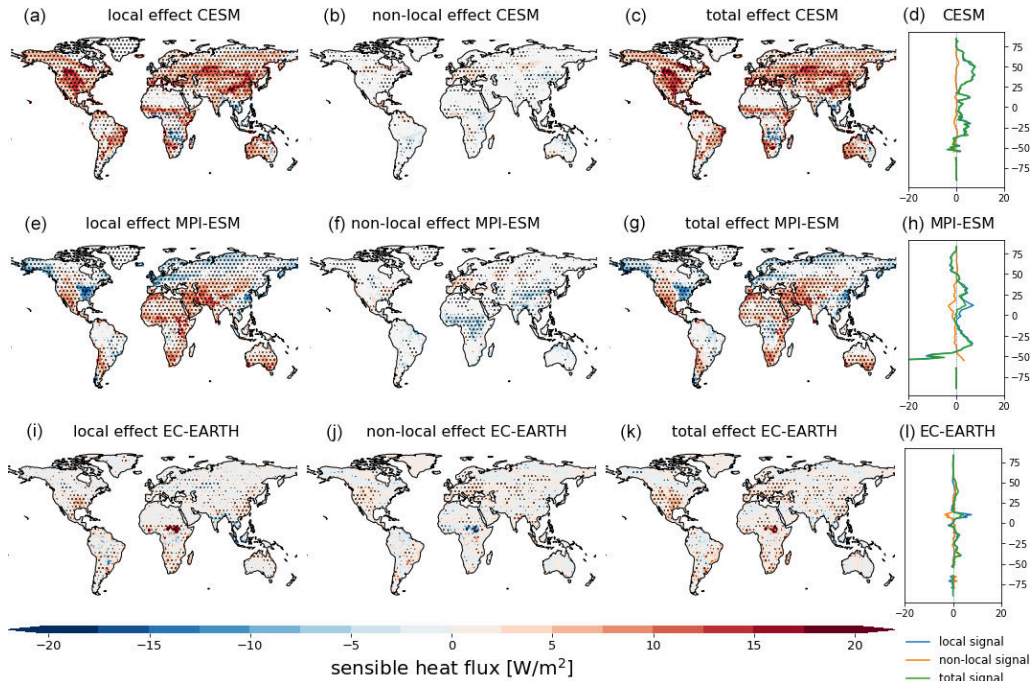 (a) local effect CESM
(b) non-local effect CESM
(c) total effect CESM
(d) CESM
75
50
25
0
−25
−50
−75
−20 0 20
(e) local effect MPI-ESM
(f) non-local effect MPI-ESM
(g) total effect MPI-ESM
(h) MPI-ESM
75
50
25
0
−25
−50
−75
−20 0 20
(i) local effect EC-EARTH
(j) non-local effect EC-EARTH
(k) total effect EC-EARTH
(l) EC-EARTH
75
50
25
0
−25
−50
−75
−20 0 20
−20 −15 −10 −5 0 5 10 15 20
sensible heat flux [W/m²]
local signal
non-local signal
total signal